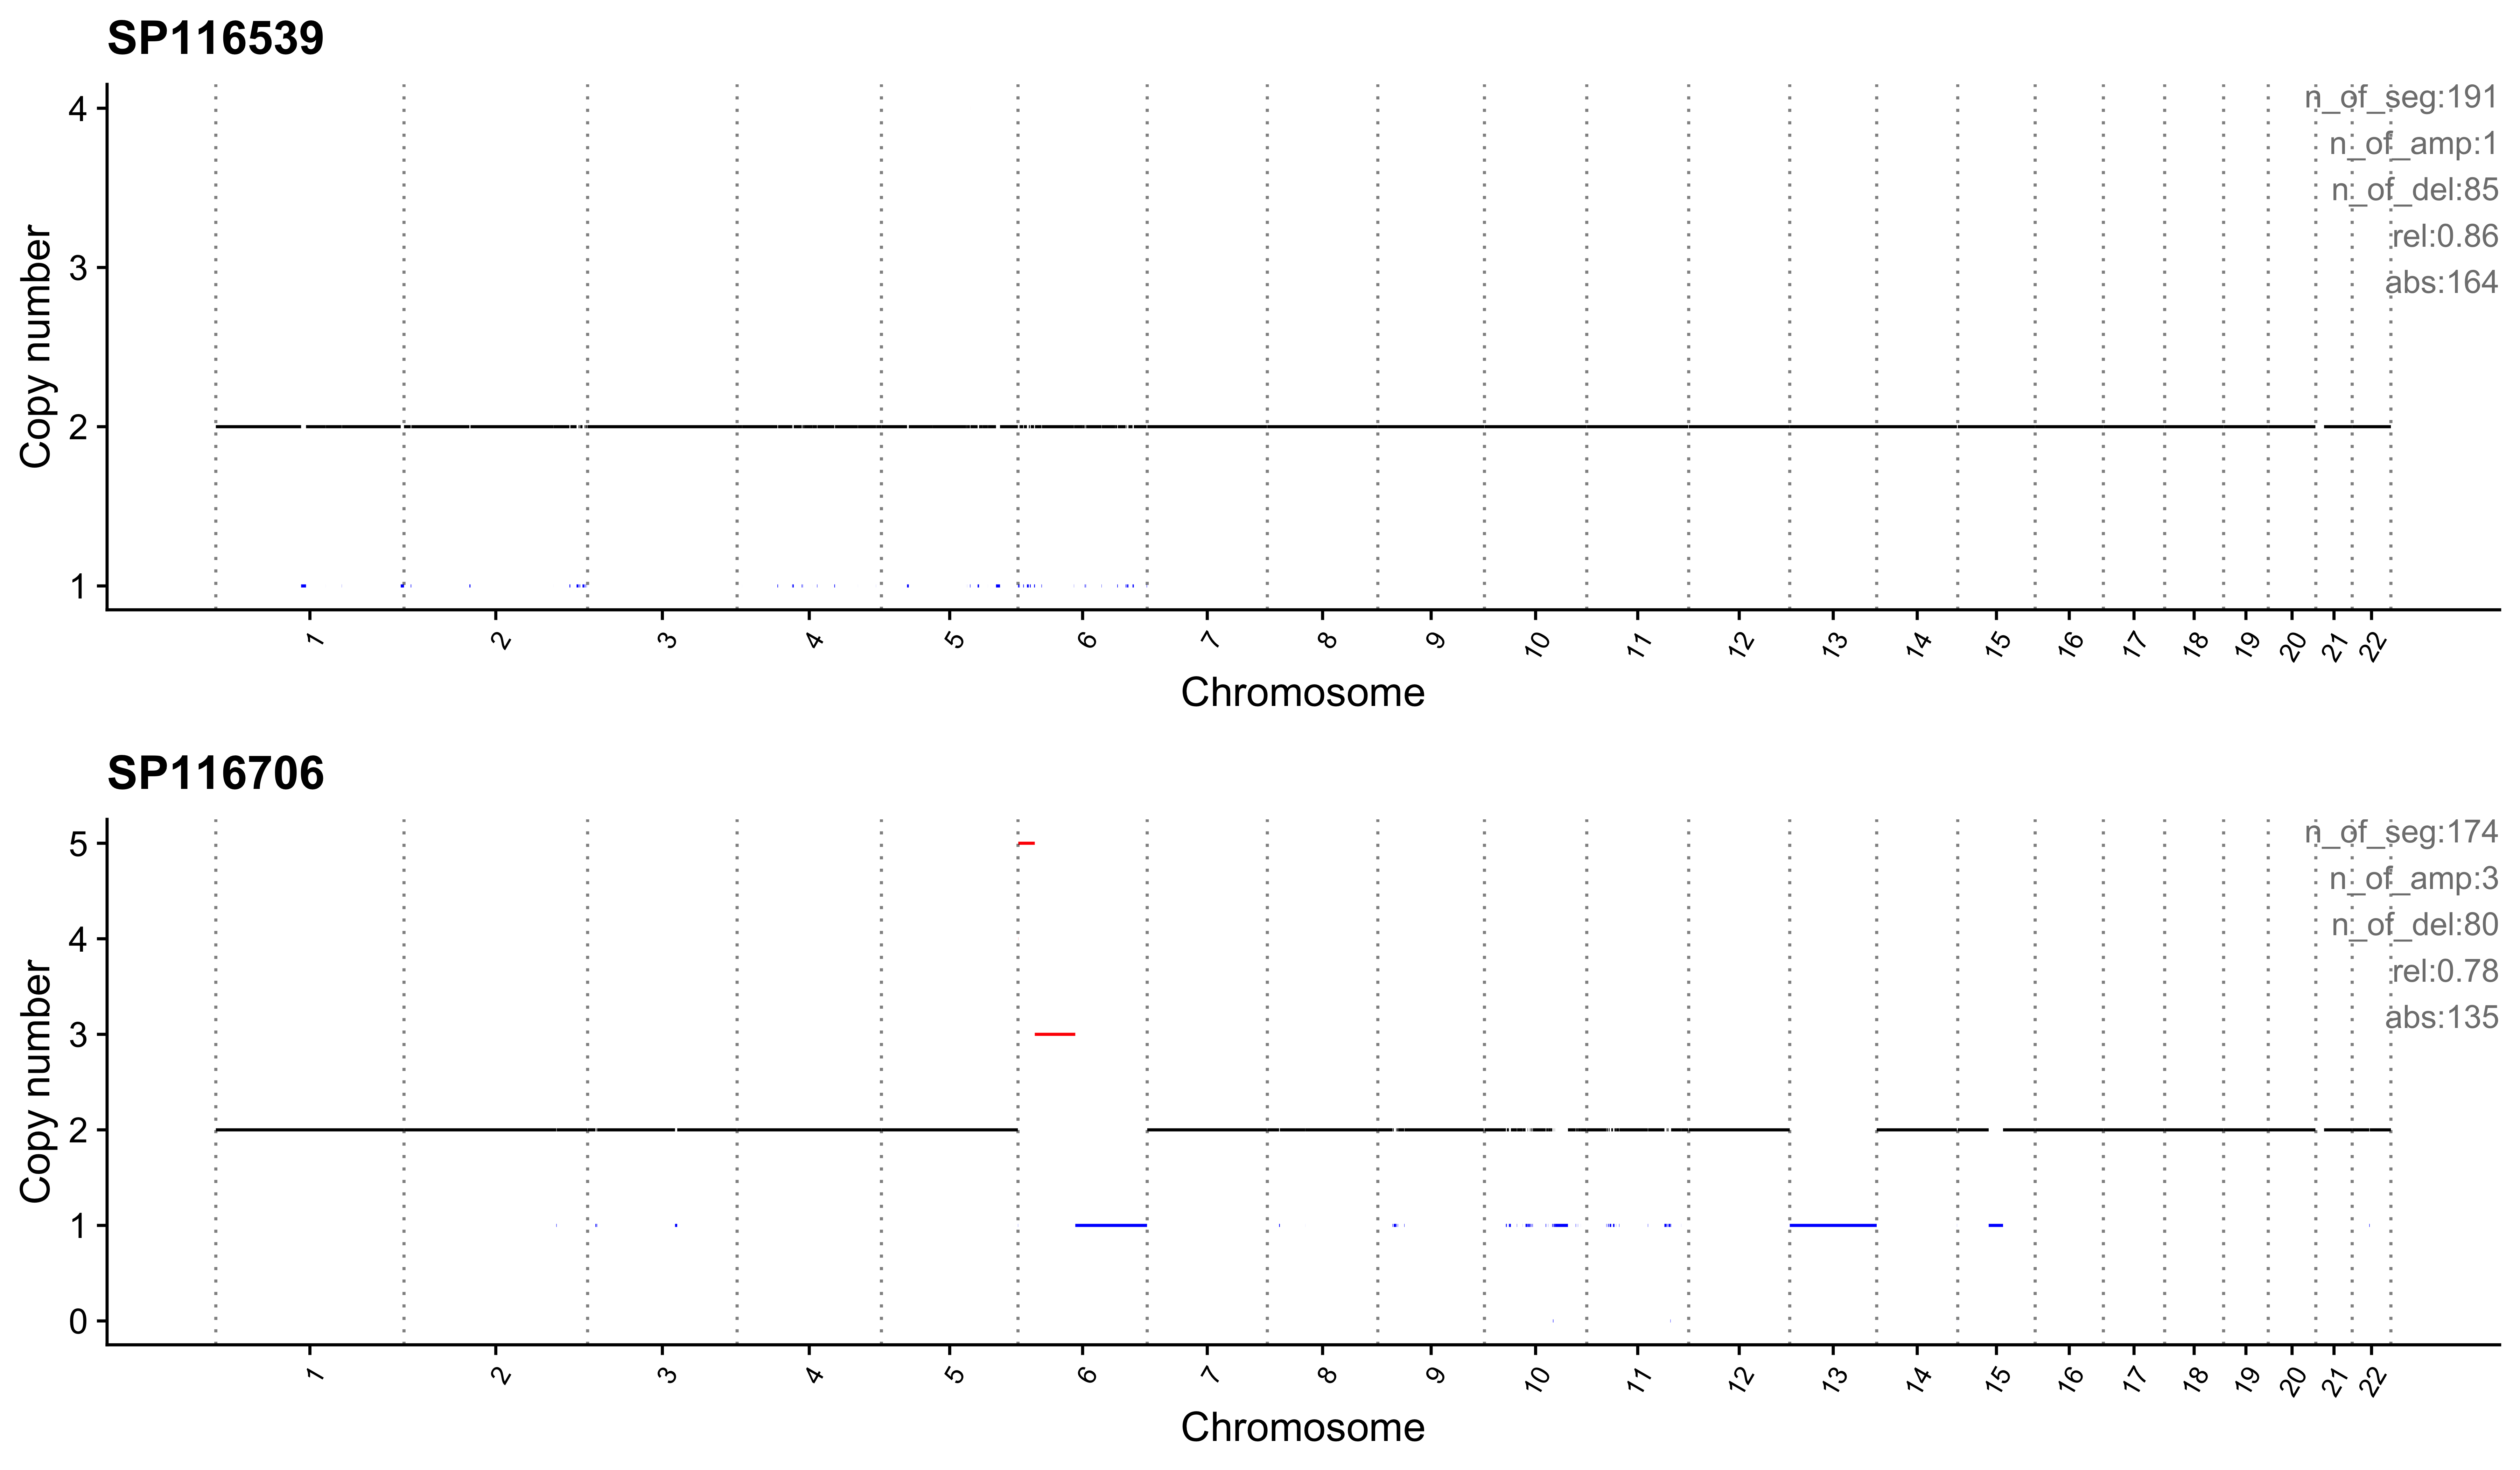 SP116539
4
3
2
1
Copy number
n_of_seg:191
n_of_amp:1
n_of_del:85
rel:0.86
abs:164
1 2 3 4 5 6 7 8 9 10 11 12 13 14 15 16 17 18 19 20 21 22
Chromosome
SP116706
5
4
3
2
1
0
Copy number
n_of_seg:174
n_of_amp:3
n_of_del:80
rel:0.78
abs:135
1 2 3 4 5 6 7 8 9 10 11 12 13 14 15 16 17 18 19 20 21 22
Chromosome